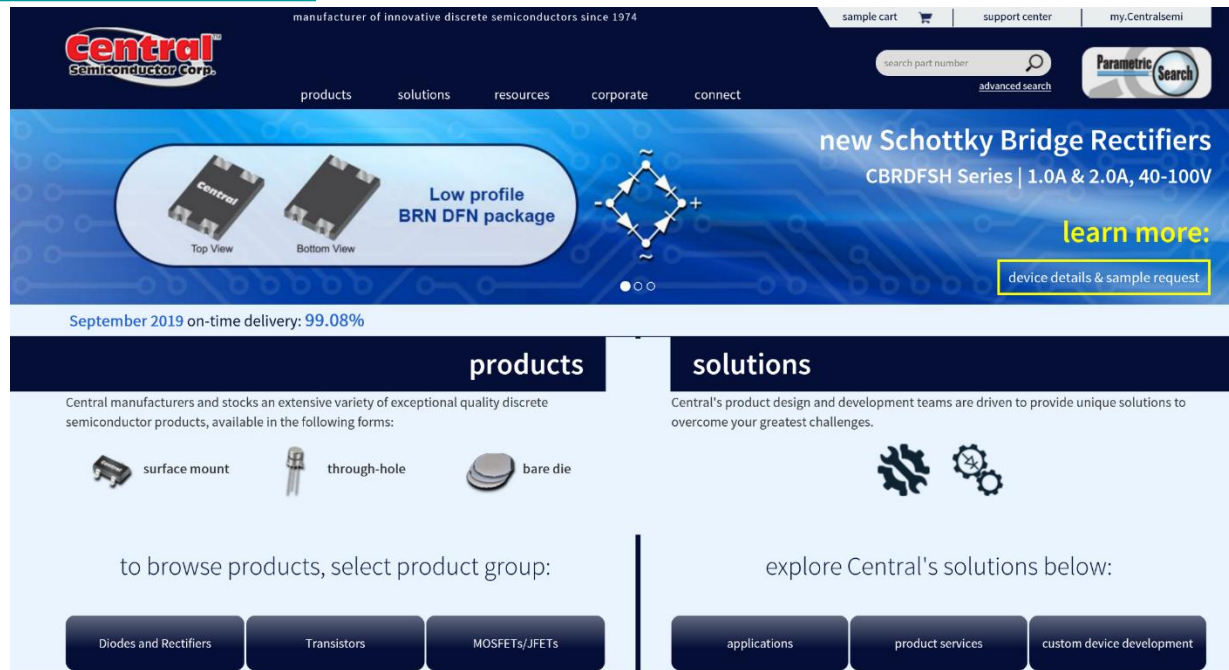 manufacturer of innovative discrete semiconductors since 1974
sample cart
support center
my.Centralsemi
Central™
Semiconductor Corp.
search part number
advanced search
Parametric Search
products
solutions
resources
corporate
connect
Central
Top View
Bottom View
Low profile
BRN DFN package
~
-
+
~
new Schottky Bridge Rectifiers
CBRDFSH Series | 1.0A & 2.0A, 40-100V
learn more:
device details & sample request
September 2019 on-time delivery: 99.08%
products
Central manufacturers and stocks an extensive variety of exceptional quality discrete
semiconductor products, available in the following forms:
surface mount
through-hole
bare die
to browse products, select product group:
Diodes and Rectifiers
Transistors
MOSFETs/JFETs
solutions
Central's product design and development teams are driven to provide unique solutions to
overcome your greatest challenges.
explore Central's solutions below:
applications
product services
custom device development